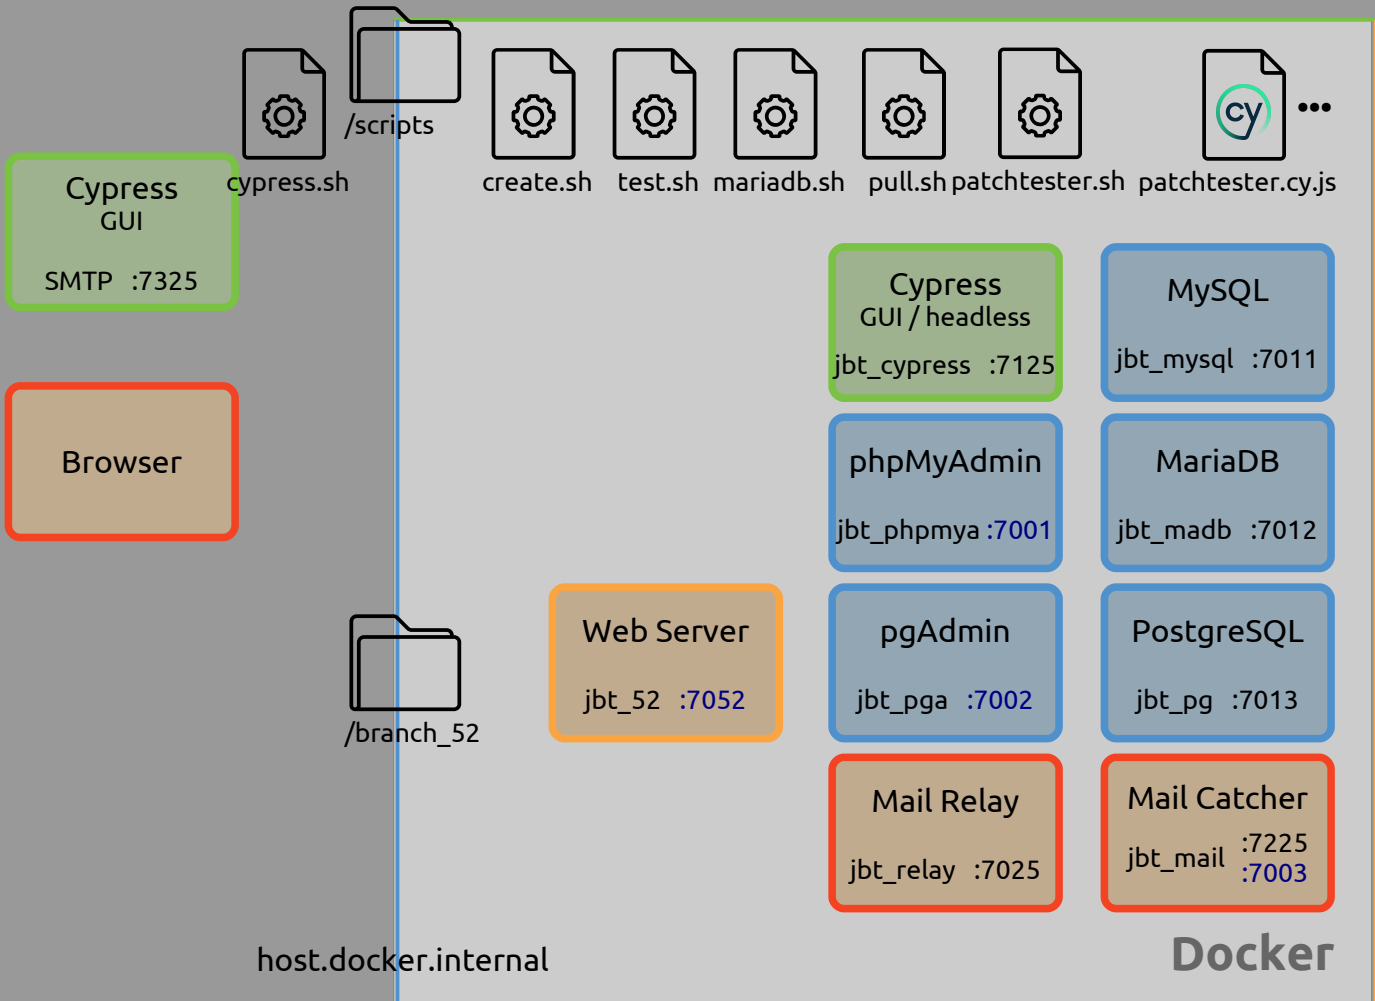 /scripts
cypress.sh
create.sh
test.sh
mariadb.sh
pull.sh
patchtester.sh
cy
•••
patchtester.cy.js
Cypress
GUI
SMTP :7325
Browser
Cypress
GUI / headless
jbt_cypress :7125
MySQL
jbt_mysql :7011
phpMyAdmin
jbt_phpmya :7001
MariaDB
jbt_madb :7012
/branch_52
Web Server
jbt_52 :7052
pgAdmin
jbt_pga :7002
PostgreSQL
jbt_pg :7013
Mail Relay
jbt_relay :7025
Mail Catcher
jbt_mail :7225
:7003
host.docker.internal
Docker